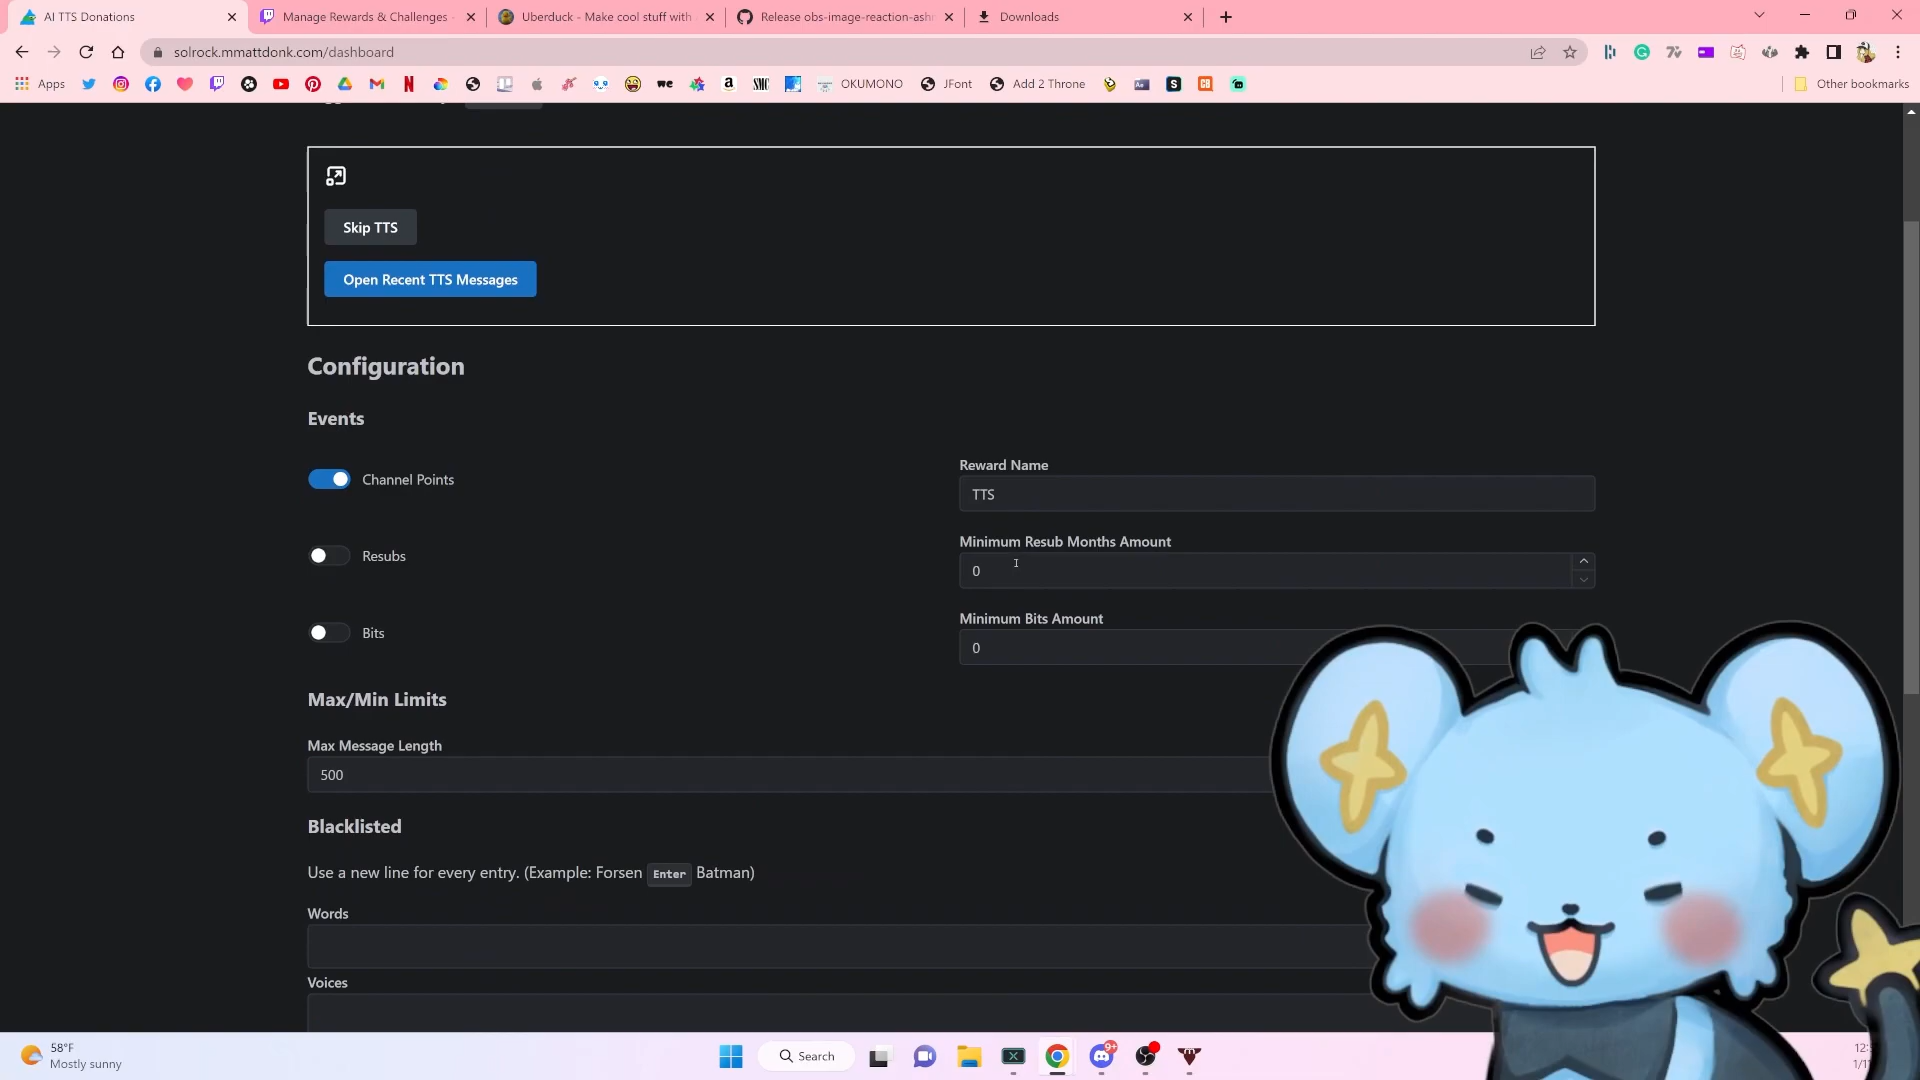 AI TTS Donations
Manage Rewards & Challenges
Uberduck - Make cool stuff with
Release obs-image-reaction-ashm
Downloads
solrock.mmattdonk.com/dashboard
Apps
OKUMONO
JFont
Add 2 Throne
Other bookmarks
Skip TTS
Open Recent TTS Messages
Configuration
Events
Channel Points
Reward Name
TTS
Resubs
Minimum Resub Months Amount
0
Bits
Minimum Bits Amount
0
Max/Min Limits
Max Message Length
500
Blacklisted
Use a new line for every entry. (Example: Forsen Enter Batman)
Words
Voices
58°F
Mostly sunny
Search
9+